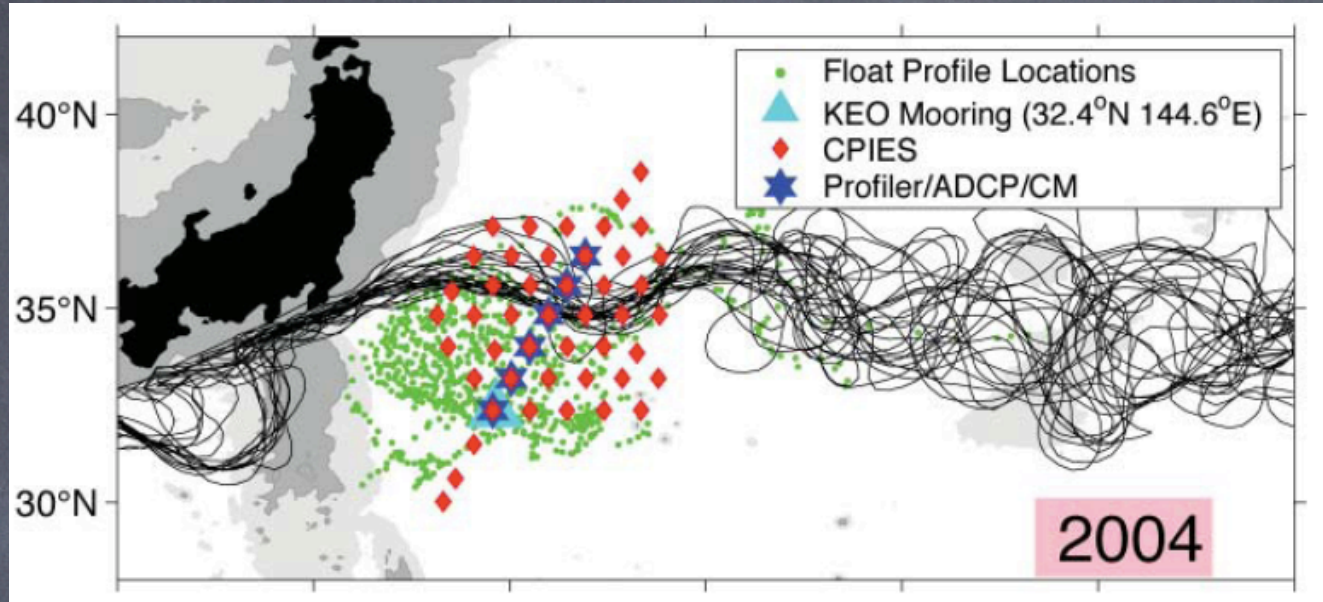 Float Profile Locations
40°N
KEO Mooring (32.4°N 144.6°E)
CPIES
Profiler/ADCP/CM
35°N
30°N
2004